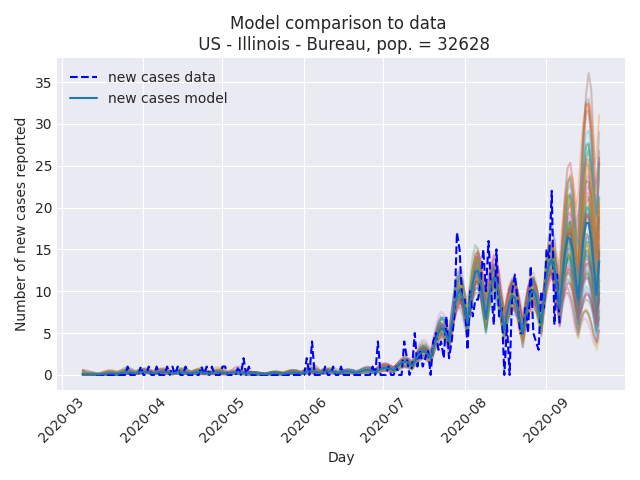 Model comparison to data
US - Illinois - Bureau, pop. = 32628
new cases data
new cases model
Number of new cases reported
35
30
25
20
15
10
5
0
2020-03
2020-04
2020-05
2020-06
2020-07
2020-08
2020-09
Day